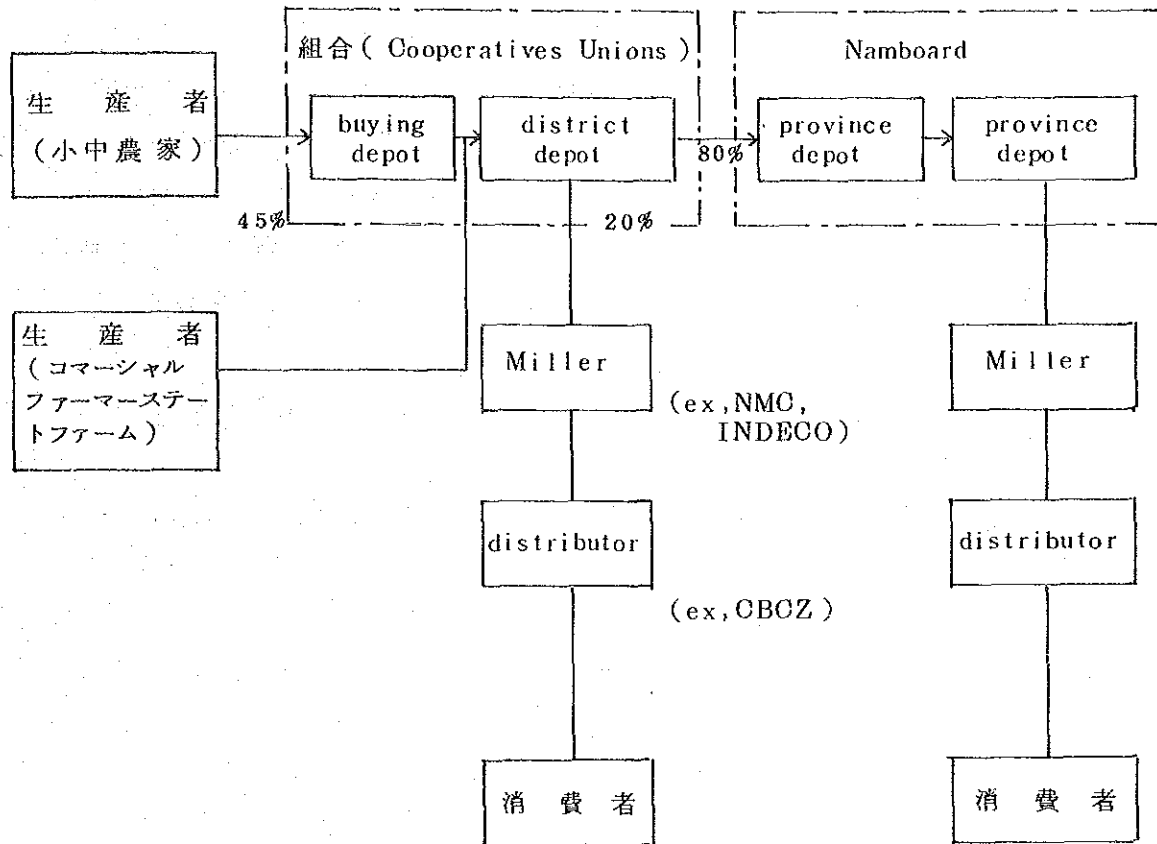 組合( Cooperatives Unions )
Namboard
生産者
(小中農家)
buying
depot
district
depot
80%
province
depot
province
depot
45%
20%
生産者
(コマーシャル
ファーマーステー
トファーム)
Miller
(ex,NMC,
INDECO)
Miller
distributor
(ex,CBCZ)
distributor
消費者
消費者